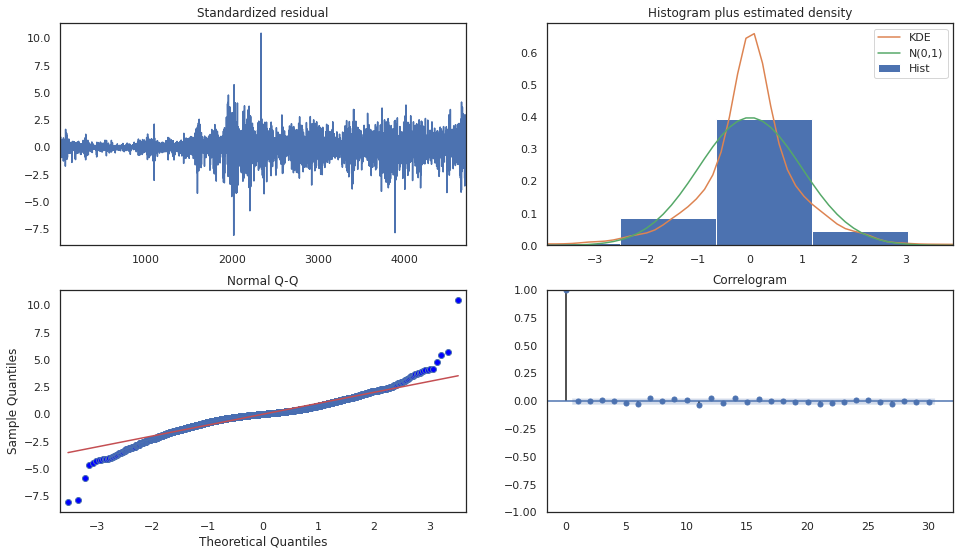 Standardized residual
10.0
7.5
5.0
2.5
0.0
−2.5
−5.0
−7.5
1000 2000 3000 4000
Histogram plus estimated density
KDE
N(0,1)
Hist
0.6
0.5
0.4
0.3
0.2
0.1
0.0
−3 −2 −1 0 1 2 3
Normal Q-Q
Sample Quantiles
10.0
7.5
5.0
2.5
0.0
−2.5
−5.0
−7.5
−3 −2 −1 0 1 2 3
Theoretical Quantiles
Correlogram
1.00
0.75
0.50
0.25
0.00
−0.25
−0.50
−0.75
−1.00
0 5 10 15 20 25 30